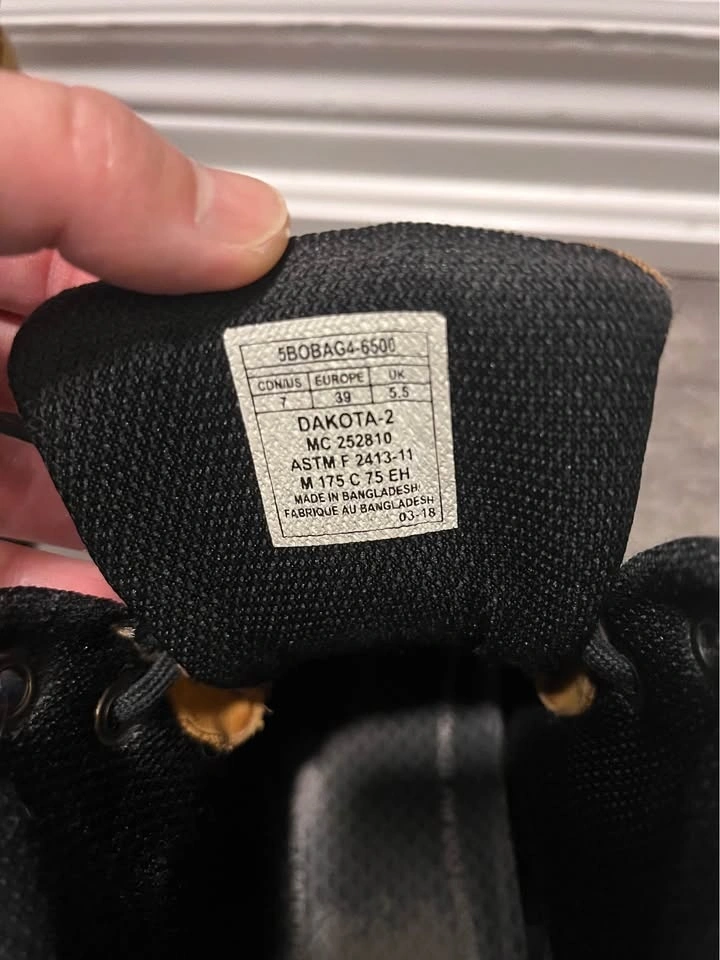 5BOBAG4-6500
CDN/US EUROPE UK
7 39 5.5
DAKOTA-2
MC 252810
ASTM F 2413-11
M 175 C 75 EH
MADE IN BANGLADESH
FABRIQUE AU BANGLADESH
03-18